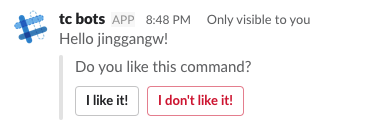 tc bots APP 8:48 PM Only visible to you
Hello jinggangw!
Do you like this command?
I like it! I don't like it!